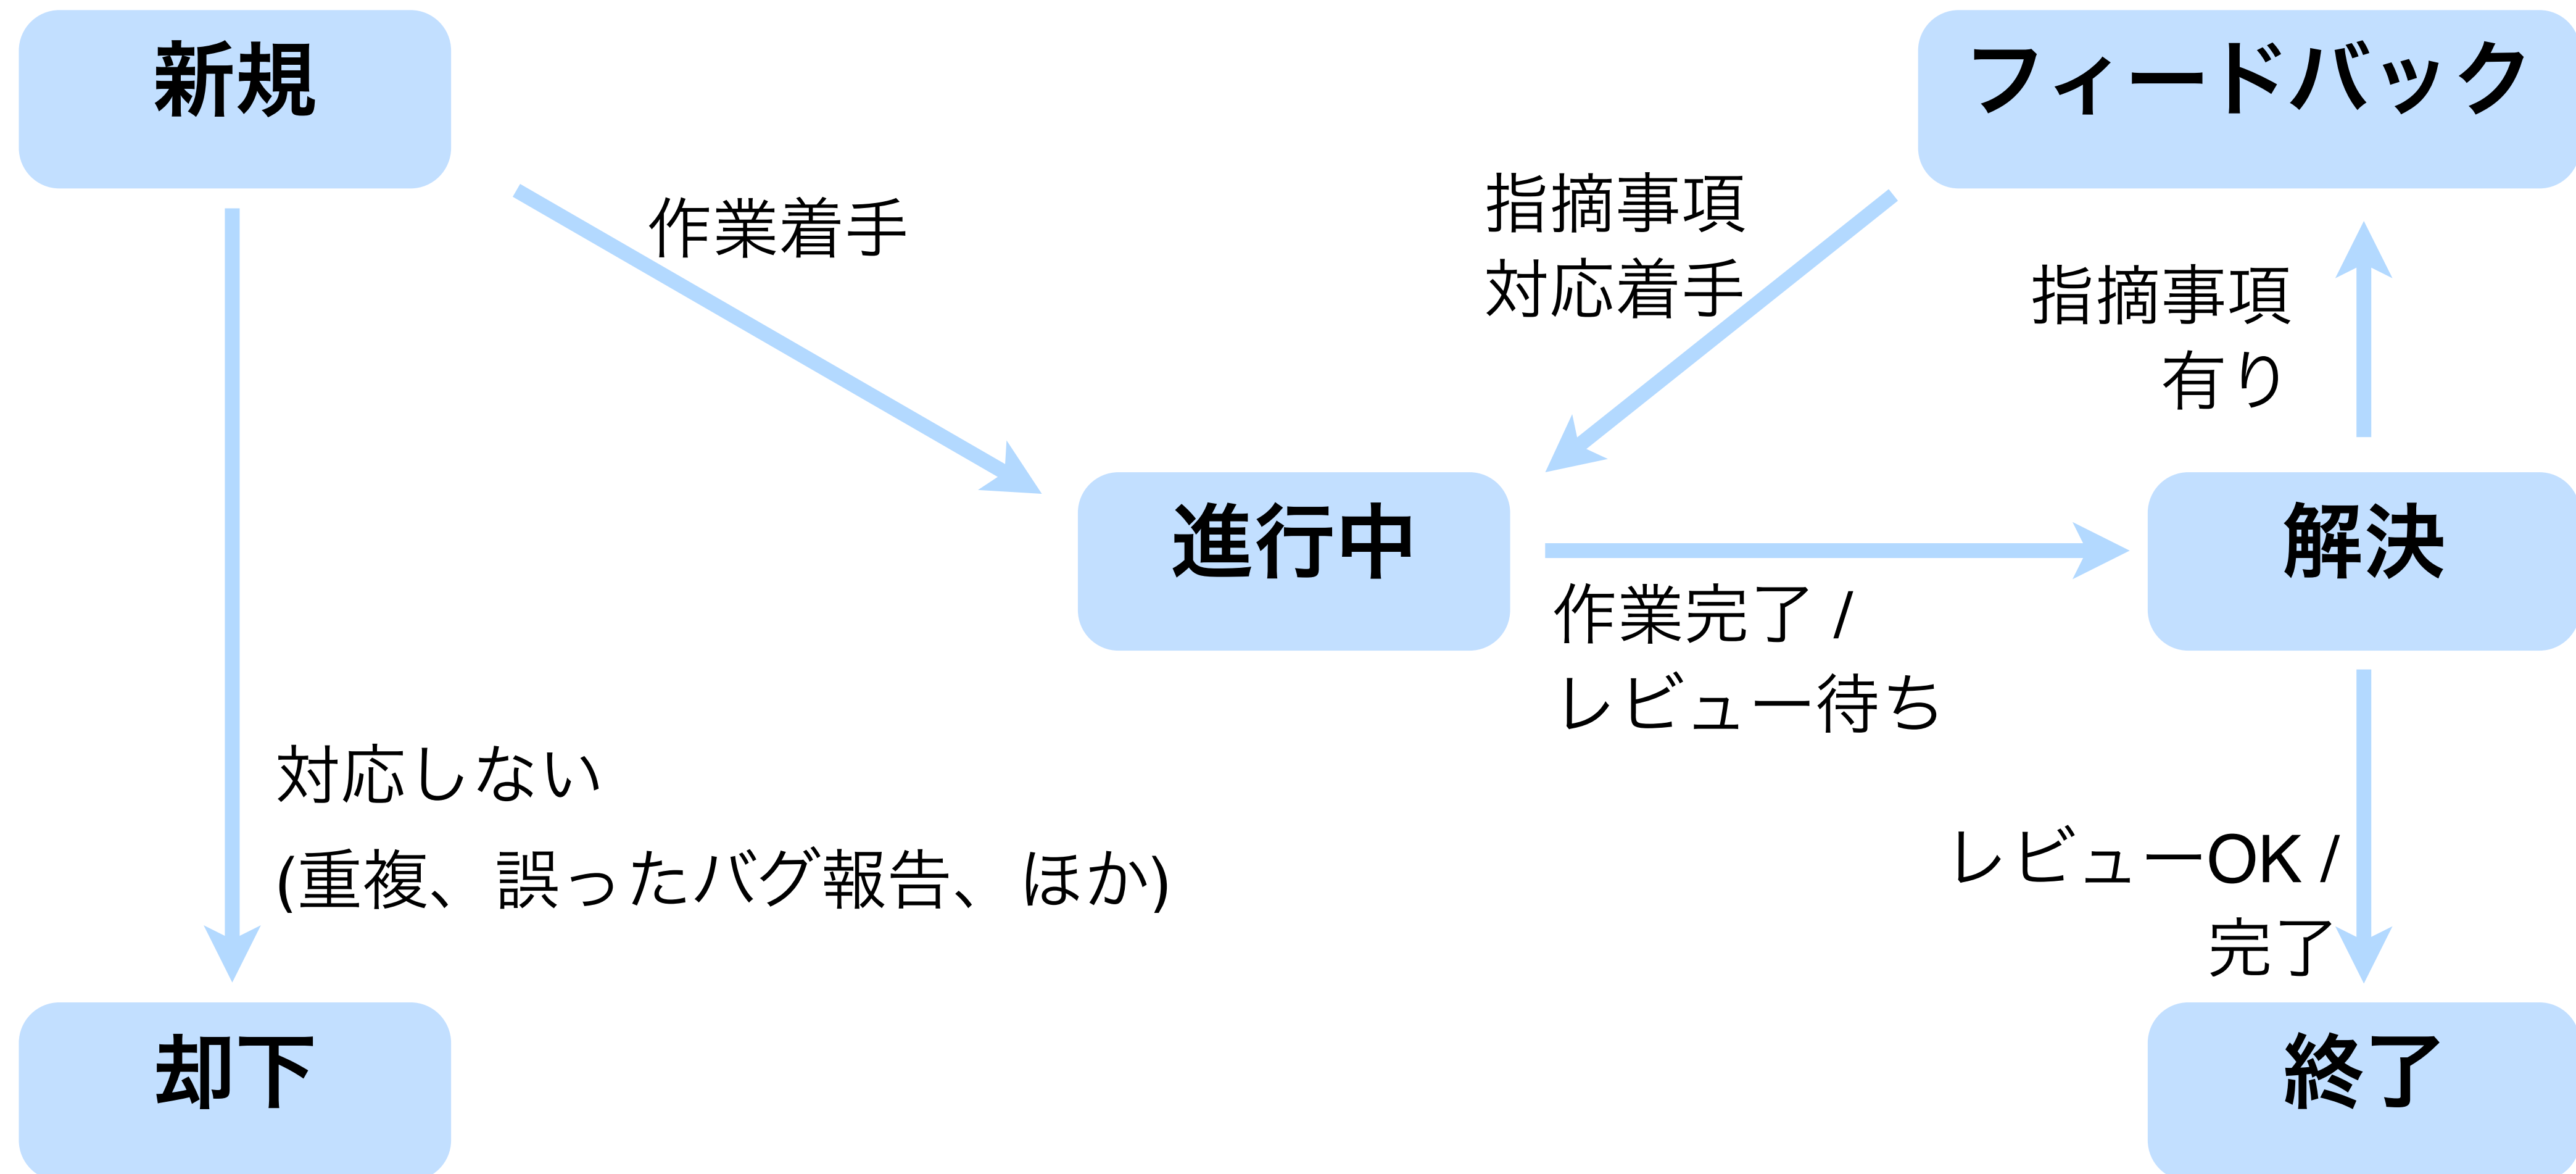 新規
フィードバック
作業着手
指摘事項
対応着手
指摘事項
有り
進行中
解決
作業完了 /
レビュー待ち
対応しない
(重複、誤ったバグ報告、ほか)
レビューOK /
完了
却下
終了